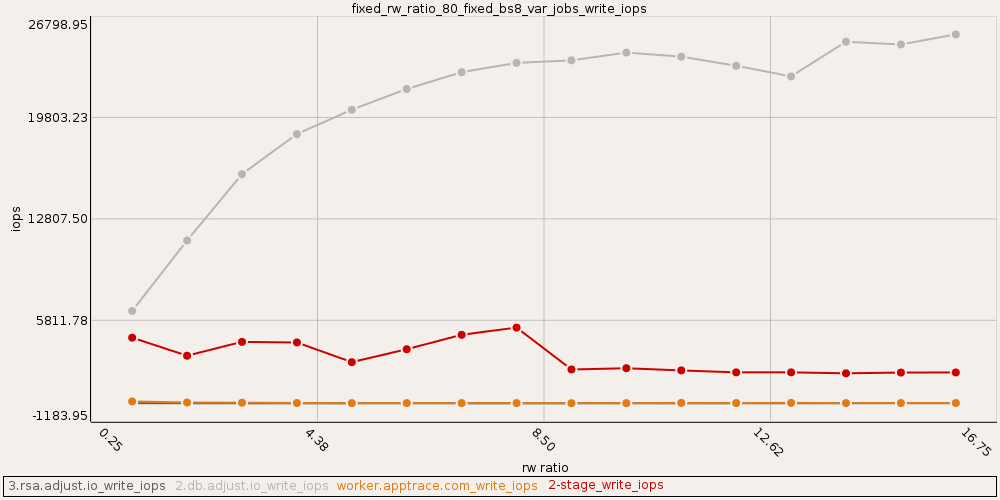 fixed_rw_ratio_80_fixed_bs8_var_jobs_write_iops
26798.95
19803.23
12807.50
5811.78
-1183.95
iops
0.25
4.38
8.50
12.62
16.75
rw ratio
3.rsa.adjust.io_write_iops 2.db.adjust.io_write_iops worker.apptrace.com_write_iops 2-stage_write_iops